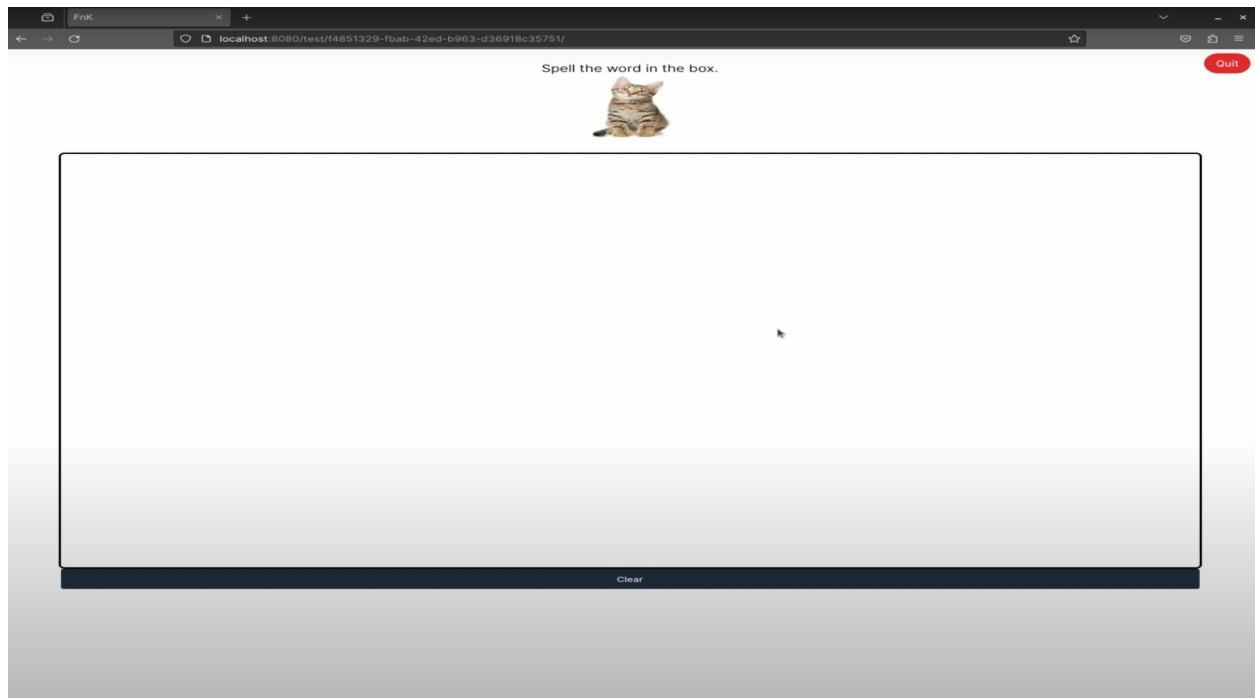 FnK
localhost:8080/test/f4851329-fbab-42ed-b963-d36918c35751/
Spell the word in the box.
Quit
Clear